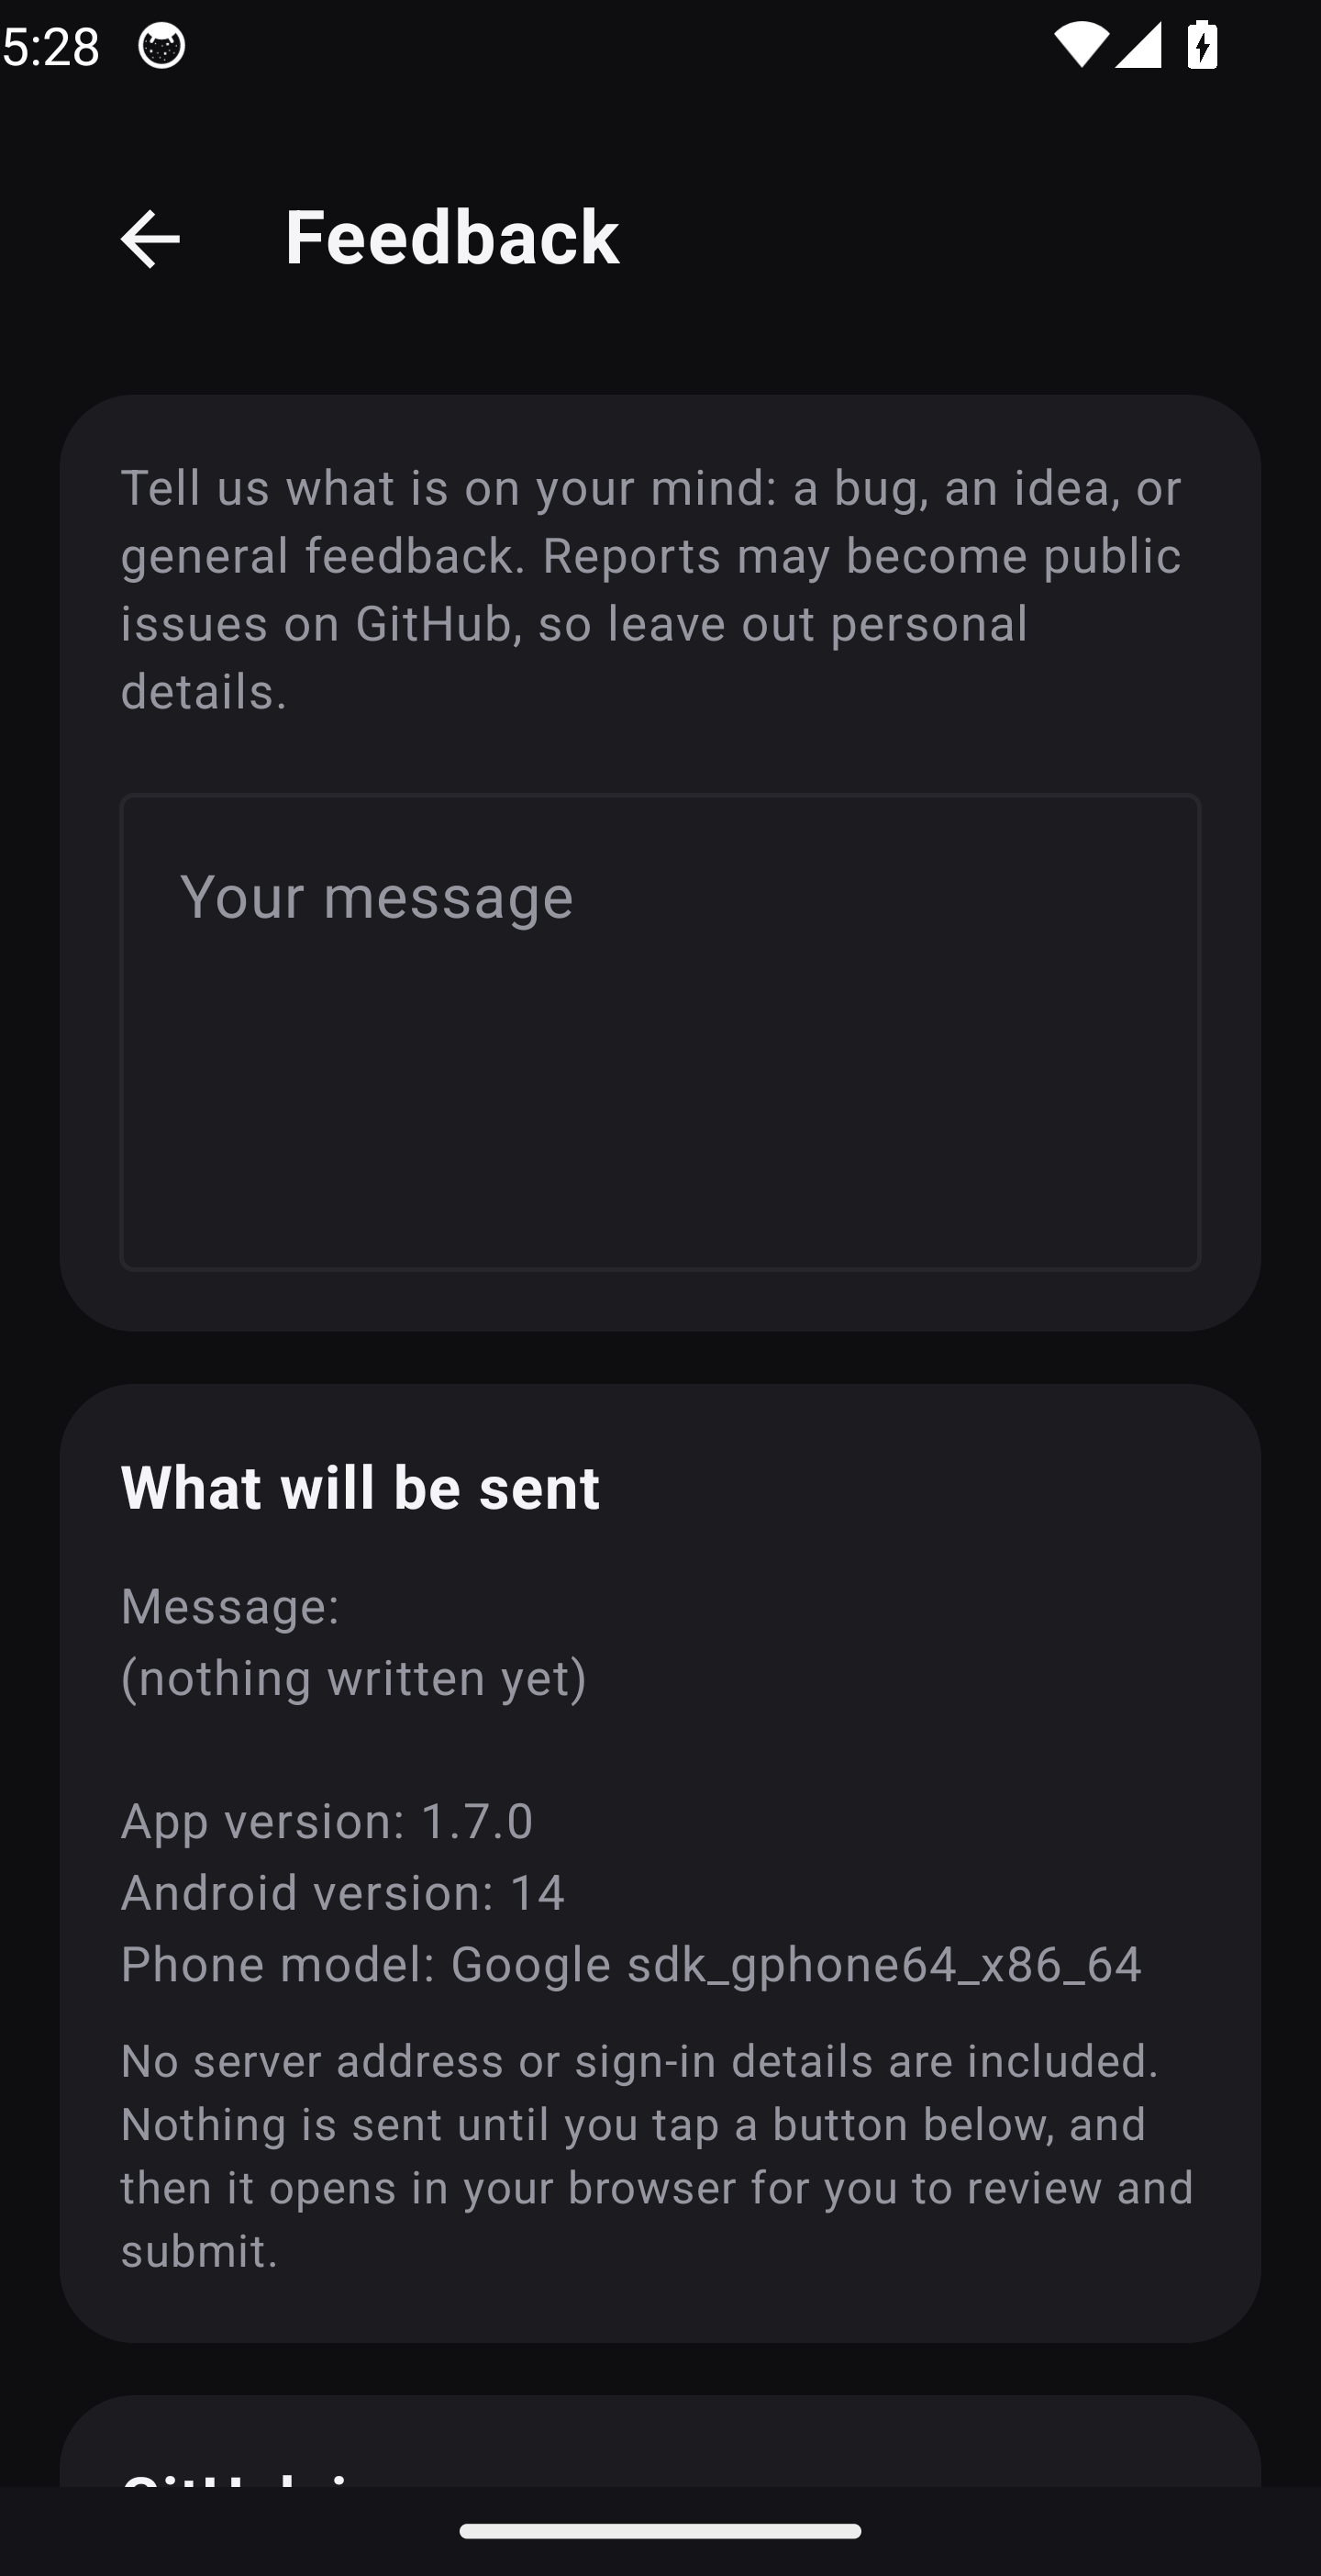 5:28
Feedback
Tell us what is on your mind: a bug, an idea, or
general feedback. Reports may become public
issues on GitHub, so leave out personal
details.
Your message
What will be sent
Message:
(nothing written yet)
App version: 1.7.0
Android version: 14
Phone model: Google sdk_gphone64_x86_64
No server address or sign-in details are included.
Nothing is sent until you tap a button below, and
then it opens in your browser for you to review and
submit.